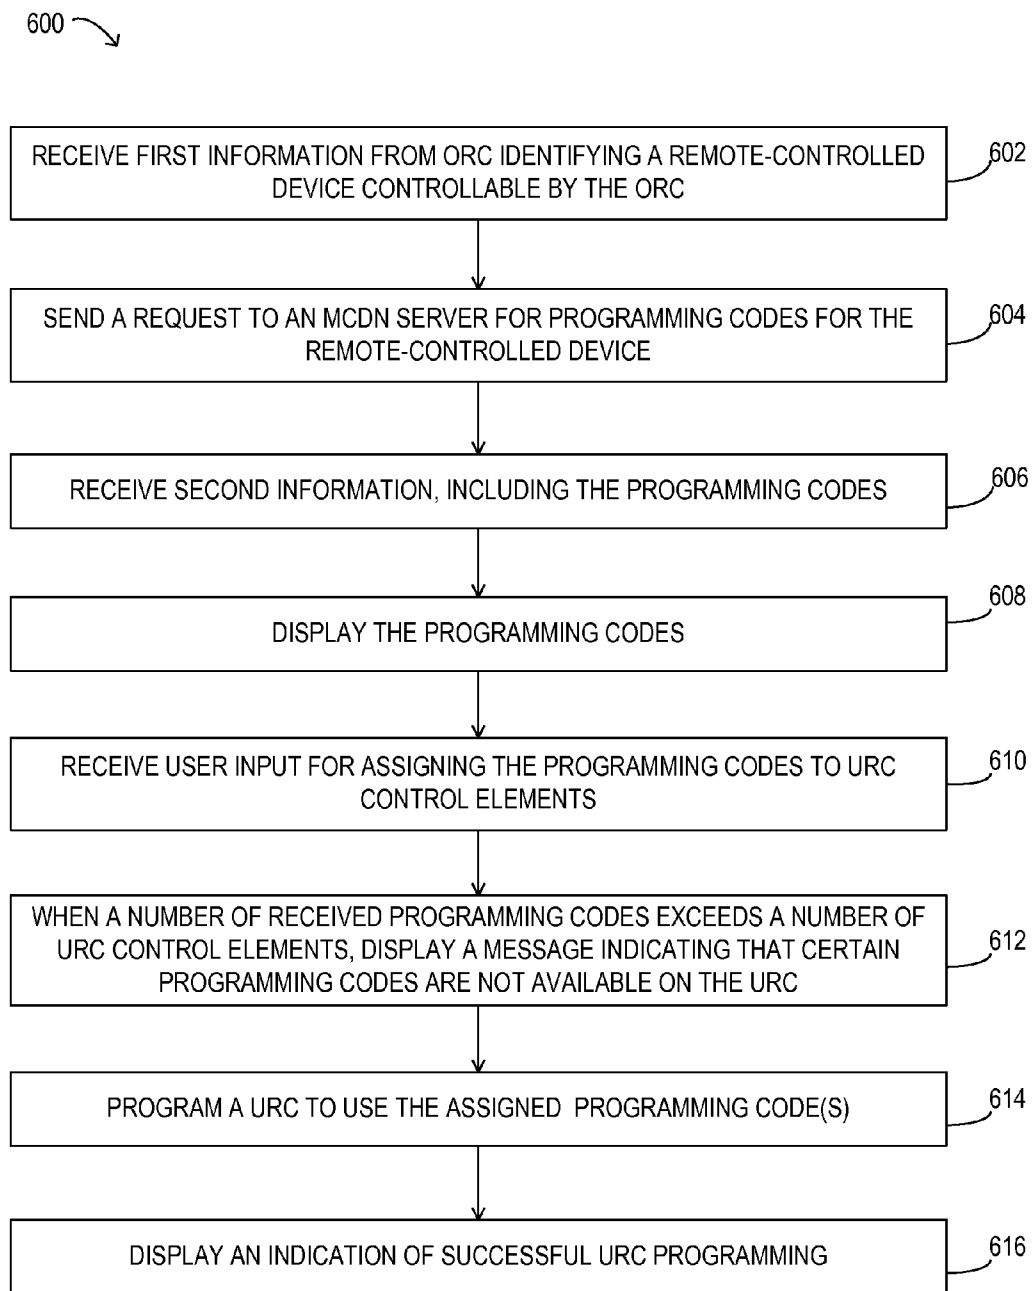 600
RECEIVE FIRST INFORMATION FROM ORC IDENTIFYING A REMOTE-CONTROLLED
DEVICE CONTROLLABLE BY THE ORC
602
SEND A REQUEST TO AN MCDN SERVER FOR PROGRAMMING CODES FOR THE
REMOTE-CONTROLLED DEVICE
604
RECEIVE SECOND INFORMATION, INCLUDING THE PROGRAMMING CODES
606
DISPLAY THE PROGRAMMING CODES
608
RECEIVE USER INPUT FOR ASSIGNING THE PROGRAMMING CODES TO URC
CONTROL ELEMENTS
610
WHEN A NUMBER OF RECEIVED PROGRAMMING CODES EXCEEDS A NUMBER OF
URC CONTROL ELEMENTS, DISPLAY A MESSAGE INDICATING THAT CERTAIN
PROGRAMMING CODES ARE NOT AVAILABLE ON THE URC
612
PROGRAM A URC TO USE THE ASSIGNED PROGRAMMING CODE(S)
614
DISPLAY AN INDICATION OF SUCCESSFUL URC PROGRAMMING
616